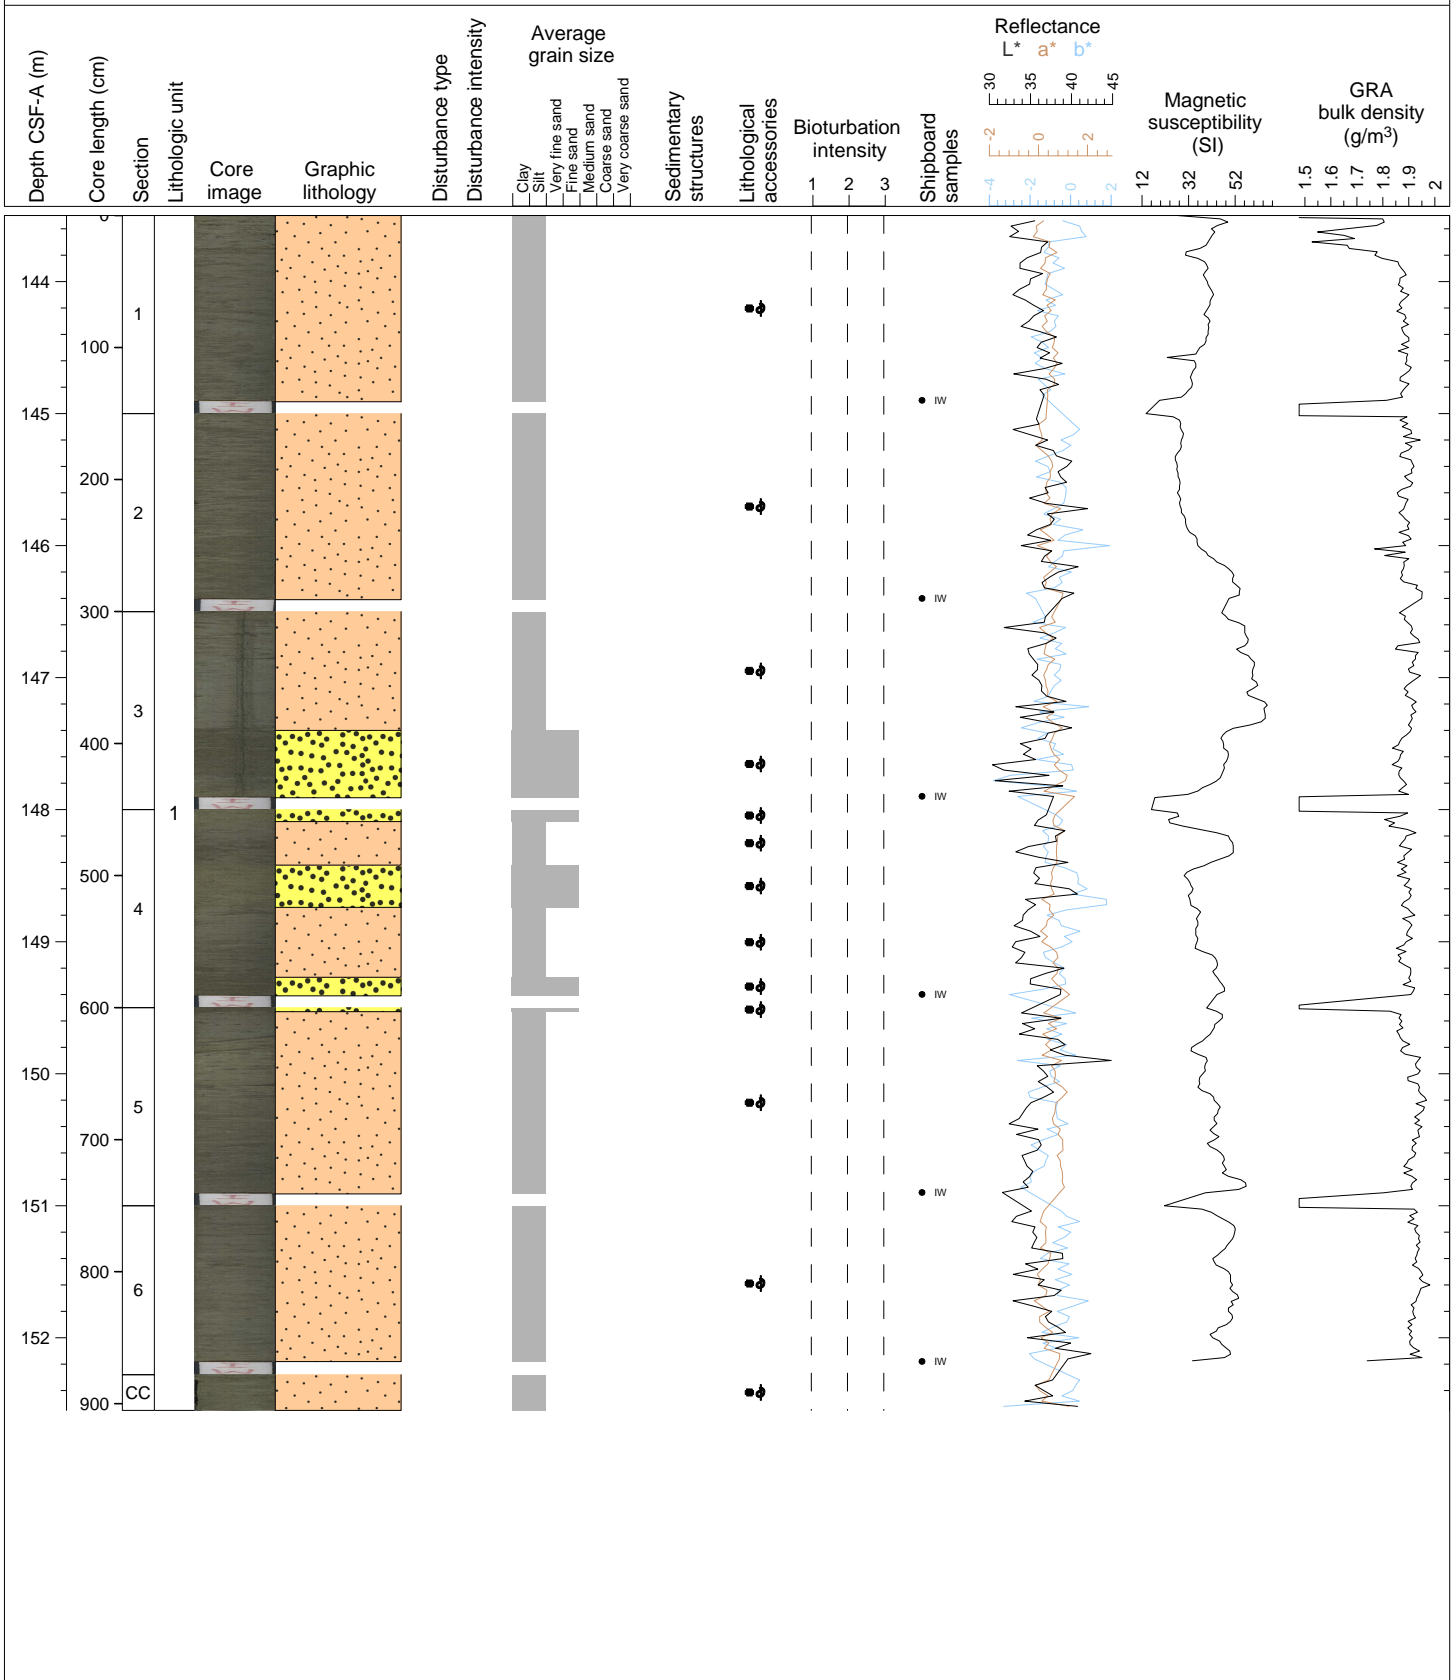 Depth CSF-A (m)
Core length (cm)
Section
Lithologic unit
Core
image
Graphic
lithology
Disturbance type
Disturbance intensity
Average
grain size
Clay
Silt
Very fine sand
Fine sand
Medium sand
Coarse sand
Very coarse sand
Sedimentary
structures
Lithological
accessories
Bioturbation
intensity
1 2 3
Shipboard
samples
Reflectance
L* a* b*
30 35 40 45
-2 0 2
-4 -2 0 2
Magnetic
susceptibility
(SI)
12 32 52
GRA
bulk density
(g/m³)
1.5 1.6 1.7 1.8 1.9 2
0
144
1
100
IW
145
200
2
146
IW
300
147
3
400
IW
148
1
500
4
149
IW
600
150
5
700
IW
151
800
6
152
IW
CC
900